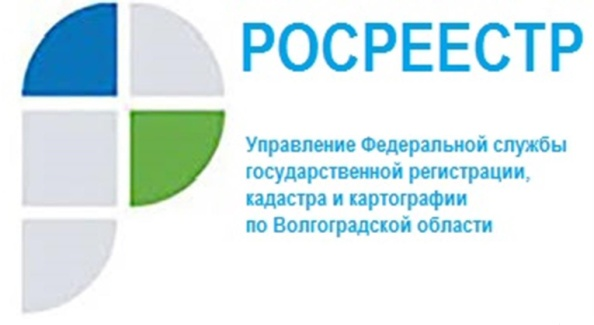 РОСРЕЕСТР
Управление Федеральной службы
государственной регистрации,
кадастра и картографии
по Волгоградской области